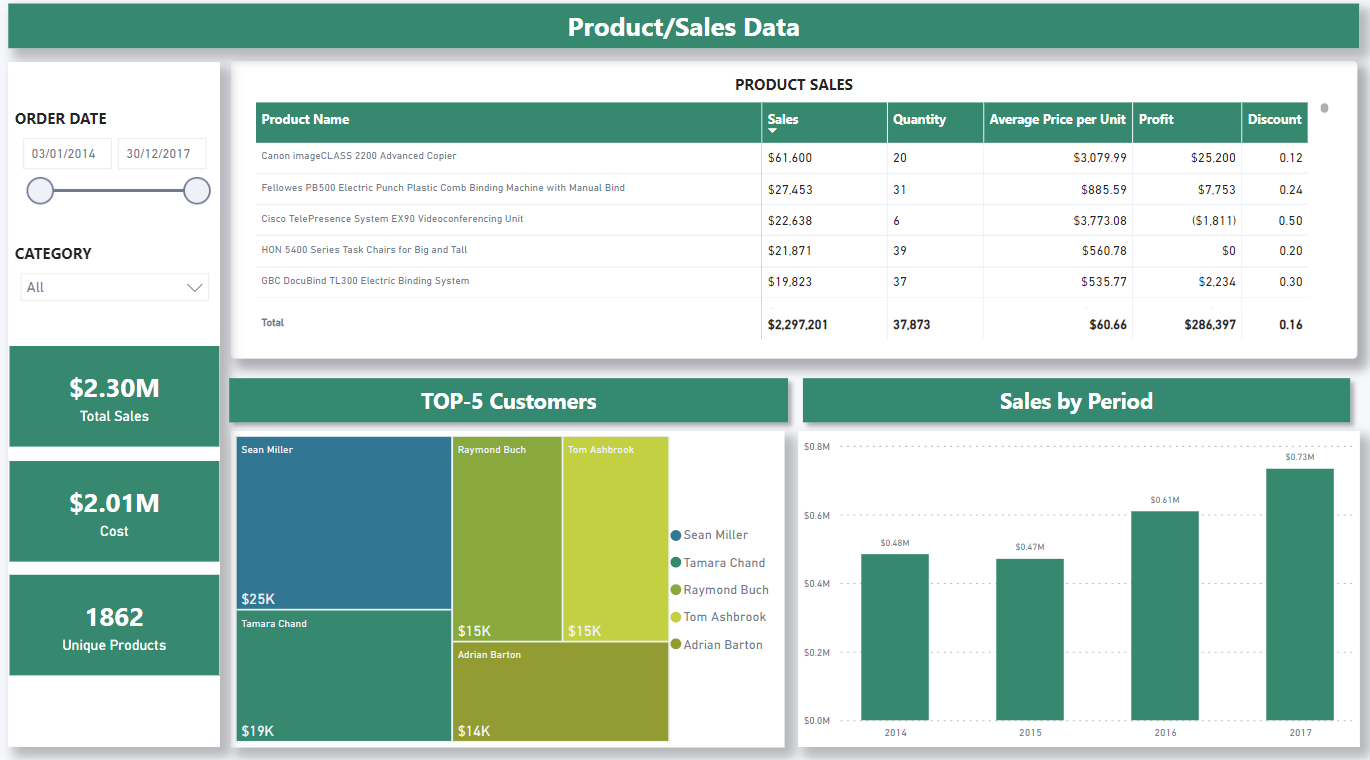 Product/Sales Data
ORDER DATE
03/01/2014 30/12/2017
CATEGORY
All
$2.30M
Total Sales
$2.01M
Cost
1862
Unique Products
PRODUCT SALES
Product Name Sales Quantity Average Price per Unit Profit Discount
Canon imageCLASS 2200 Advanced Copier $61,600 20 $3,079.99 $25,200 0.12
Fellowes PB500 Electric Punch Plastic Comb Binding Machine with Manual Bind $27,453 31 $885.59 $7,753 0.24
Cisco TelePresence System EX90 Videoconferencing Unit $22,638 6 $3,773.08 ($1,811) 0.50
HON 5400 Series Task Chairs for Big and Tall $21,871 39 $560.78 $0 0.20
GBC DocuBind TL300 Electric Binding System $19,823 37 $535.77 $2,234 0.30
Total $2,297,201 37,873 $60.66 $286,397 0.16
TOP-5 Customers
Sean Miller
$25K
Tamara Chand
$19K
Raymond Buch
$15K
Tom Ashbrook
$15K
Adrian Barton
$14K
Sean Miller
Tamara Chand
Raymond Buch
Tom Ashbrook
Adrian Barton
Sales by Period
$0.8M
$0.6M
$0.4M
$0.2M
$0.0M
$0.48M
$0.47M
$0.61M
$0.73M
2014 2015 2016 2017